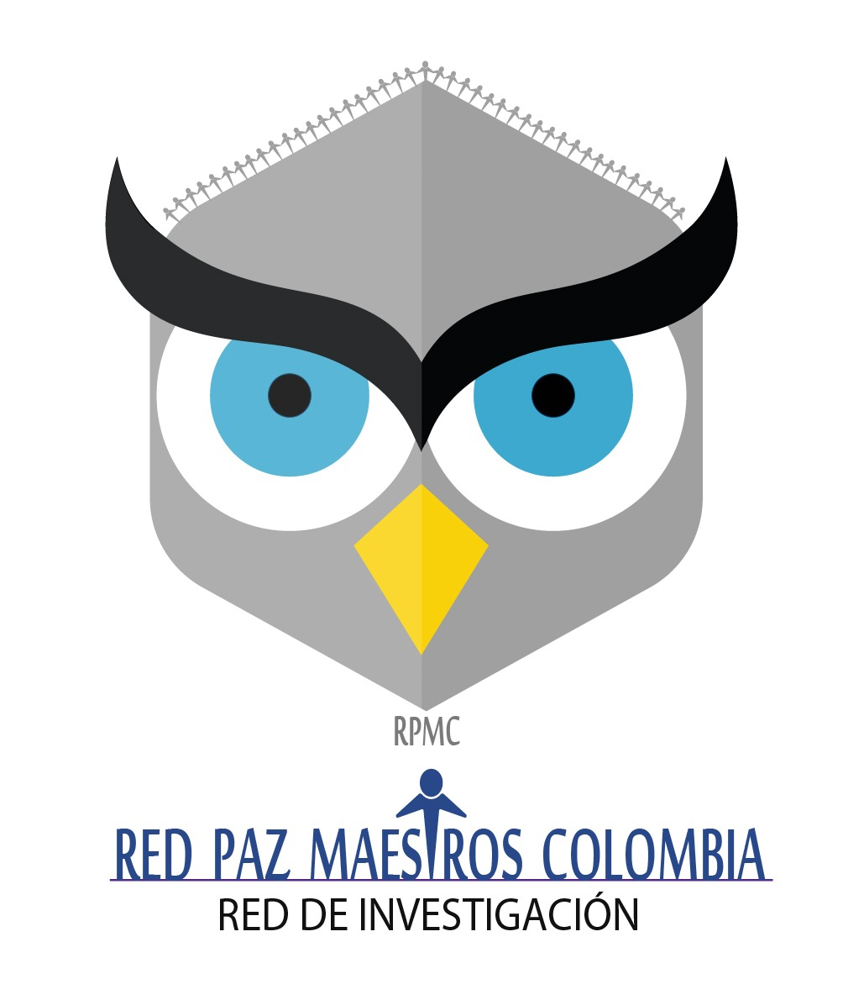 RPMC
RED PAZ MAESTROS COLOMBIA
RED DE INVESTIGACIÓN